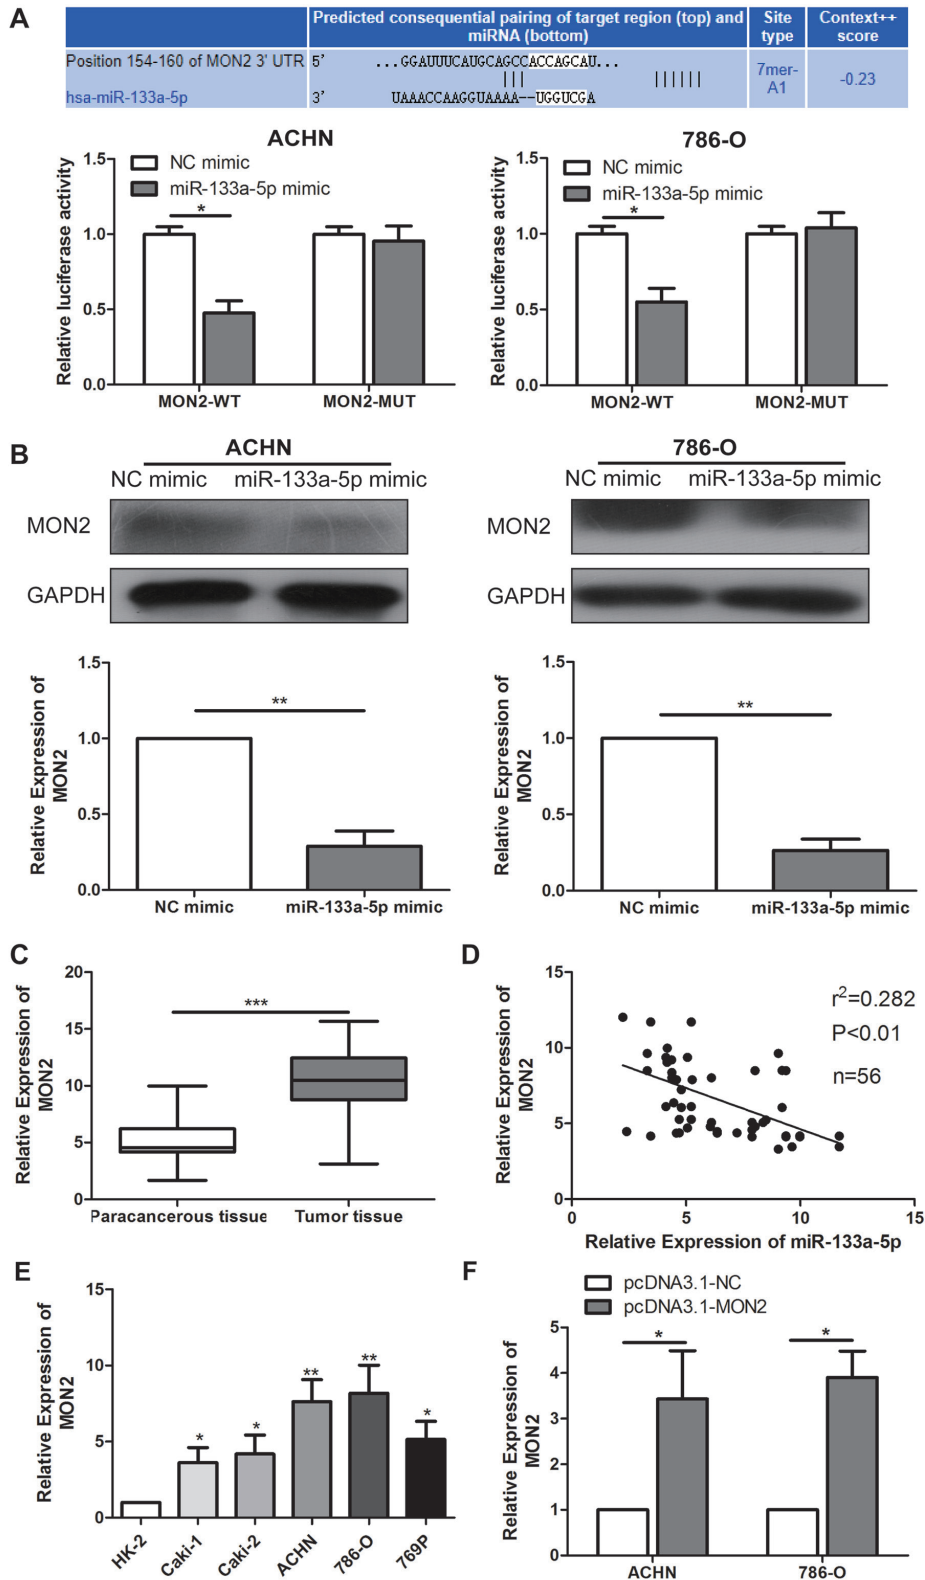 A
Predicted consequential pairing of target region (top) and miRNA (bottom)
Site type
Context++ score
Position 154-160 of MON2 3' UTR
5' ...GGAUUUCAUGCAGCCACCAGCAU...
hsa-miR-133a-5p
3' UAAACCAAGGUAAAA--UGGUCGA
7mer-A1
-0.23
ACHN
NC mimic
miR-133a-5p mimic
Relative luciferase activity
1.5
1.0
0.5
0.0
*
MON2-WT
MON2-MUT
786-O
NC mimic
miR-133a-5p mimic
Relative luciferase activity
1.5
1.0
0.5
0.0
*
MON2-WT
MON2-MUT
B
ACHN
NC mimic
miR-133a-5p mimic
MON2
GAPDH
786-O
NC mimic
miR-133a-5p mimic
MON2
GAPDH
Relative Expression of
MON2
1.5
1.0
0.5
0.0
**
NC mimic
miR-133a-5p mimic
Relative Expression of
MON2
1.5
1.0
0.5
0.0
**
NC mimic
miR-133a-5p mimic
C
Relative Expression of
MON2
20
15
10
5
0
***
Paracancerous tissue
Tumor tissue
D
Relative Expression of
MON2
15
10
5
0
r²=0.282
P<0.01
n=56
0
5
10
15
Relative Expression of miR-133a-5p
E
Relative Expression of
MON2
15
10
5
0
*
*
**
**
*
HK-2
Caki-1
Caki-2
ACHN
786-O
769P
F
pcDNA3.1-NC
pcDNA3.1-MON2
Relative Expression of
MON2
5
4
3
2
1
0
*
*
ACHN
786-O